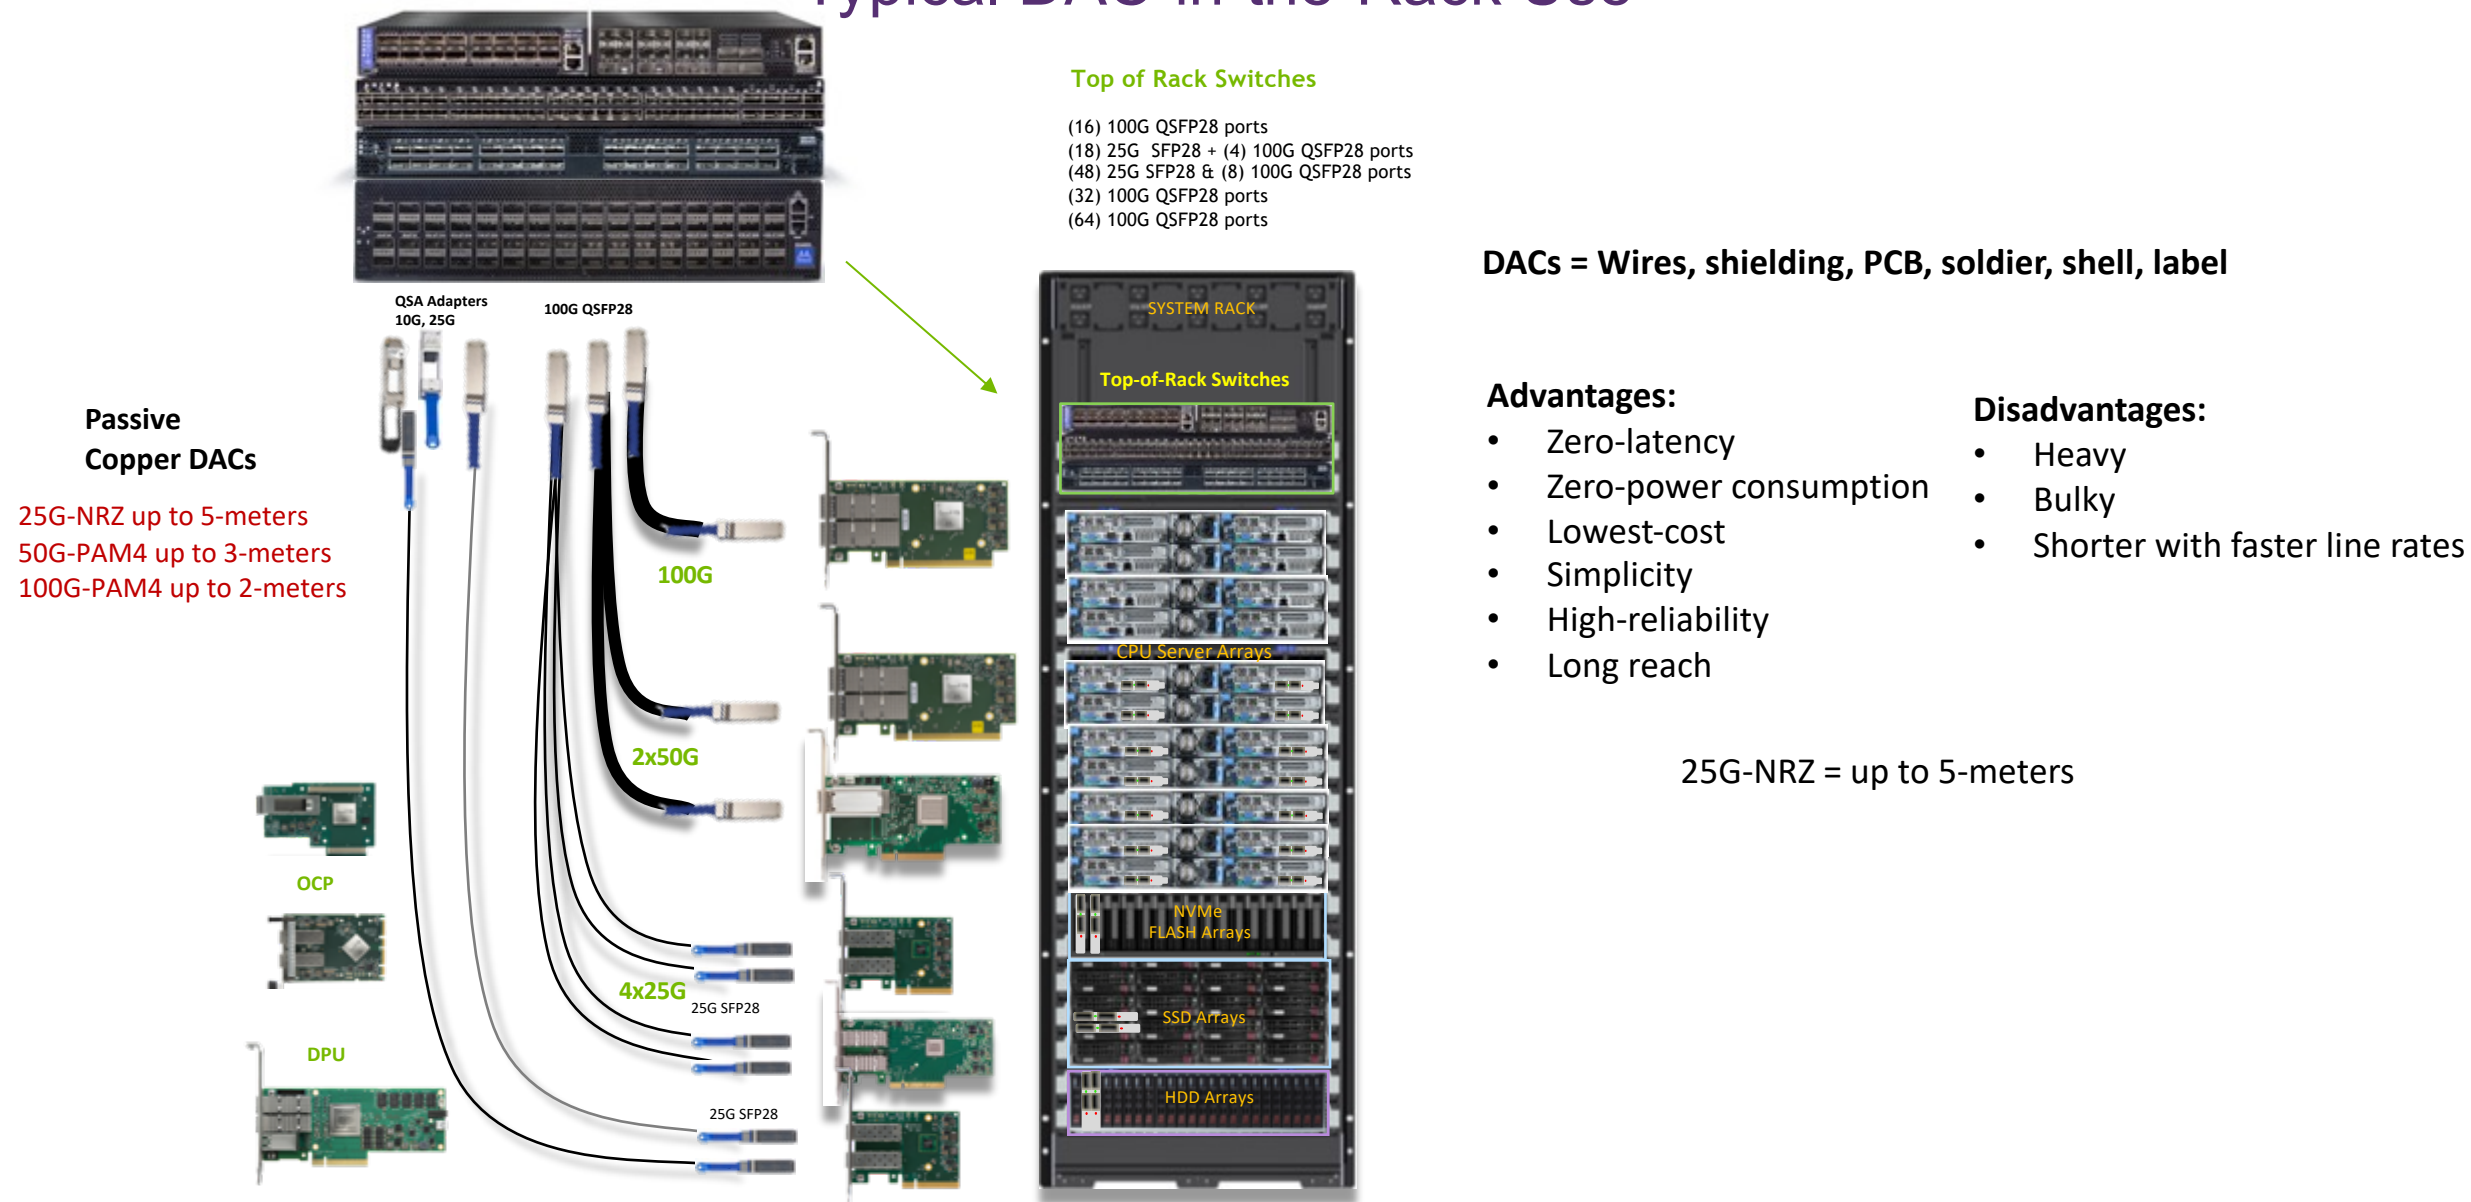 Typical DAC in-the-Rack Use
Top of Rack Switches
(16) 100G QSFP28 ports
(18) 25G SFP28 + (4) 100G QSFP28 ports
(48) 25G SFP28 & (8) 100G QSFP28 ports
(32) 100G QSFP28 ports
(64) 100G QSFP28 ports
DACs = Wires, shielding, PCB, soldier, shell, label
QSA Adapters
10G, 25G
100G QSFP28
SYSTEM RACK
Top-of-Rack Switches
Passive
Copper DACs
25G-NRZ up to 5-meters
50G-PAM4 up to 3-meters
100G-PAM4 up to 2-meters
100G
2x50G
4x25G
25G SFP28
25G SFP28
OCP
DPU
CPU Server Arrays
NVMe
FLASH Arrays
SSD Arrays
HDD Arrays
Advantages:
• Zero-latency
• Zero-power consumption
• Lowest-cost
• Simplicity
• High-reliability
• Long reach
Disadvantages:
• Heavy
• Bulky
• Shorter with faster line rates
25G-NRZ = up to 5-meters